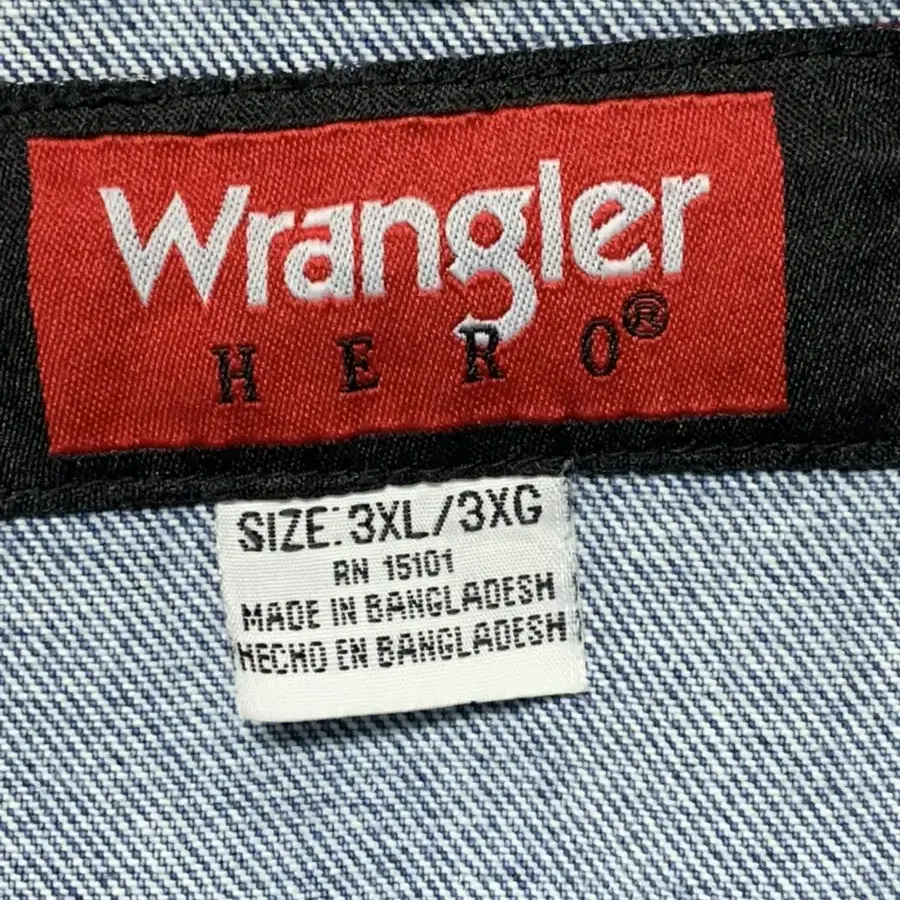 Wrangler
HERO®
SIZE: 3XL/3XG
RN 15101
MADE IN BANGLADESH
HECHO EN BANGLADESH